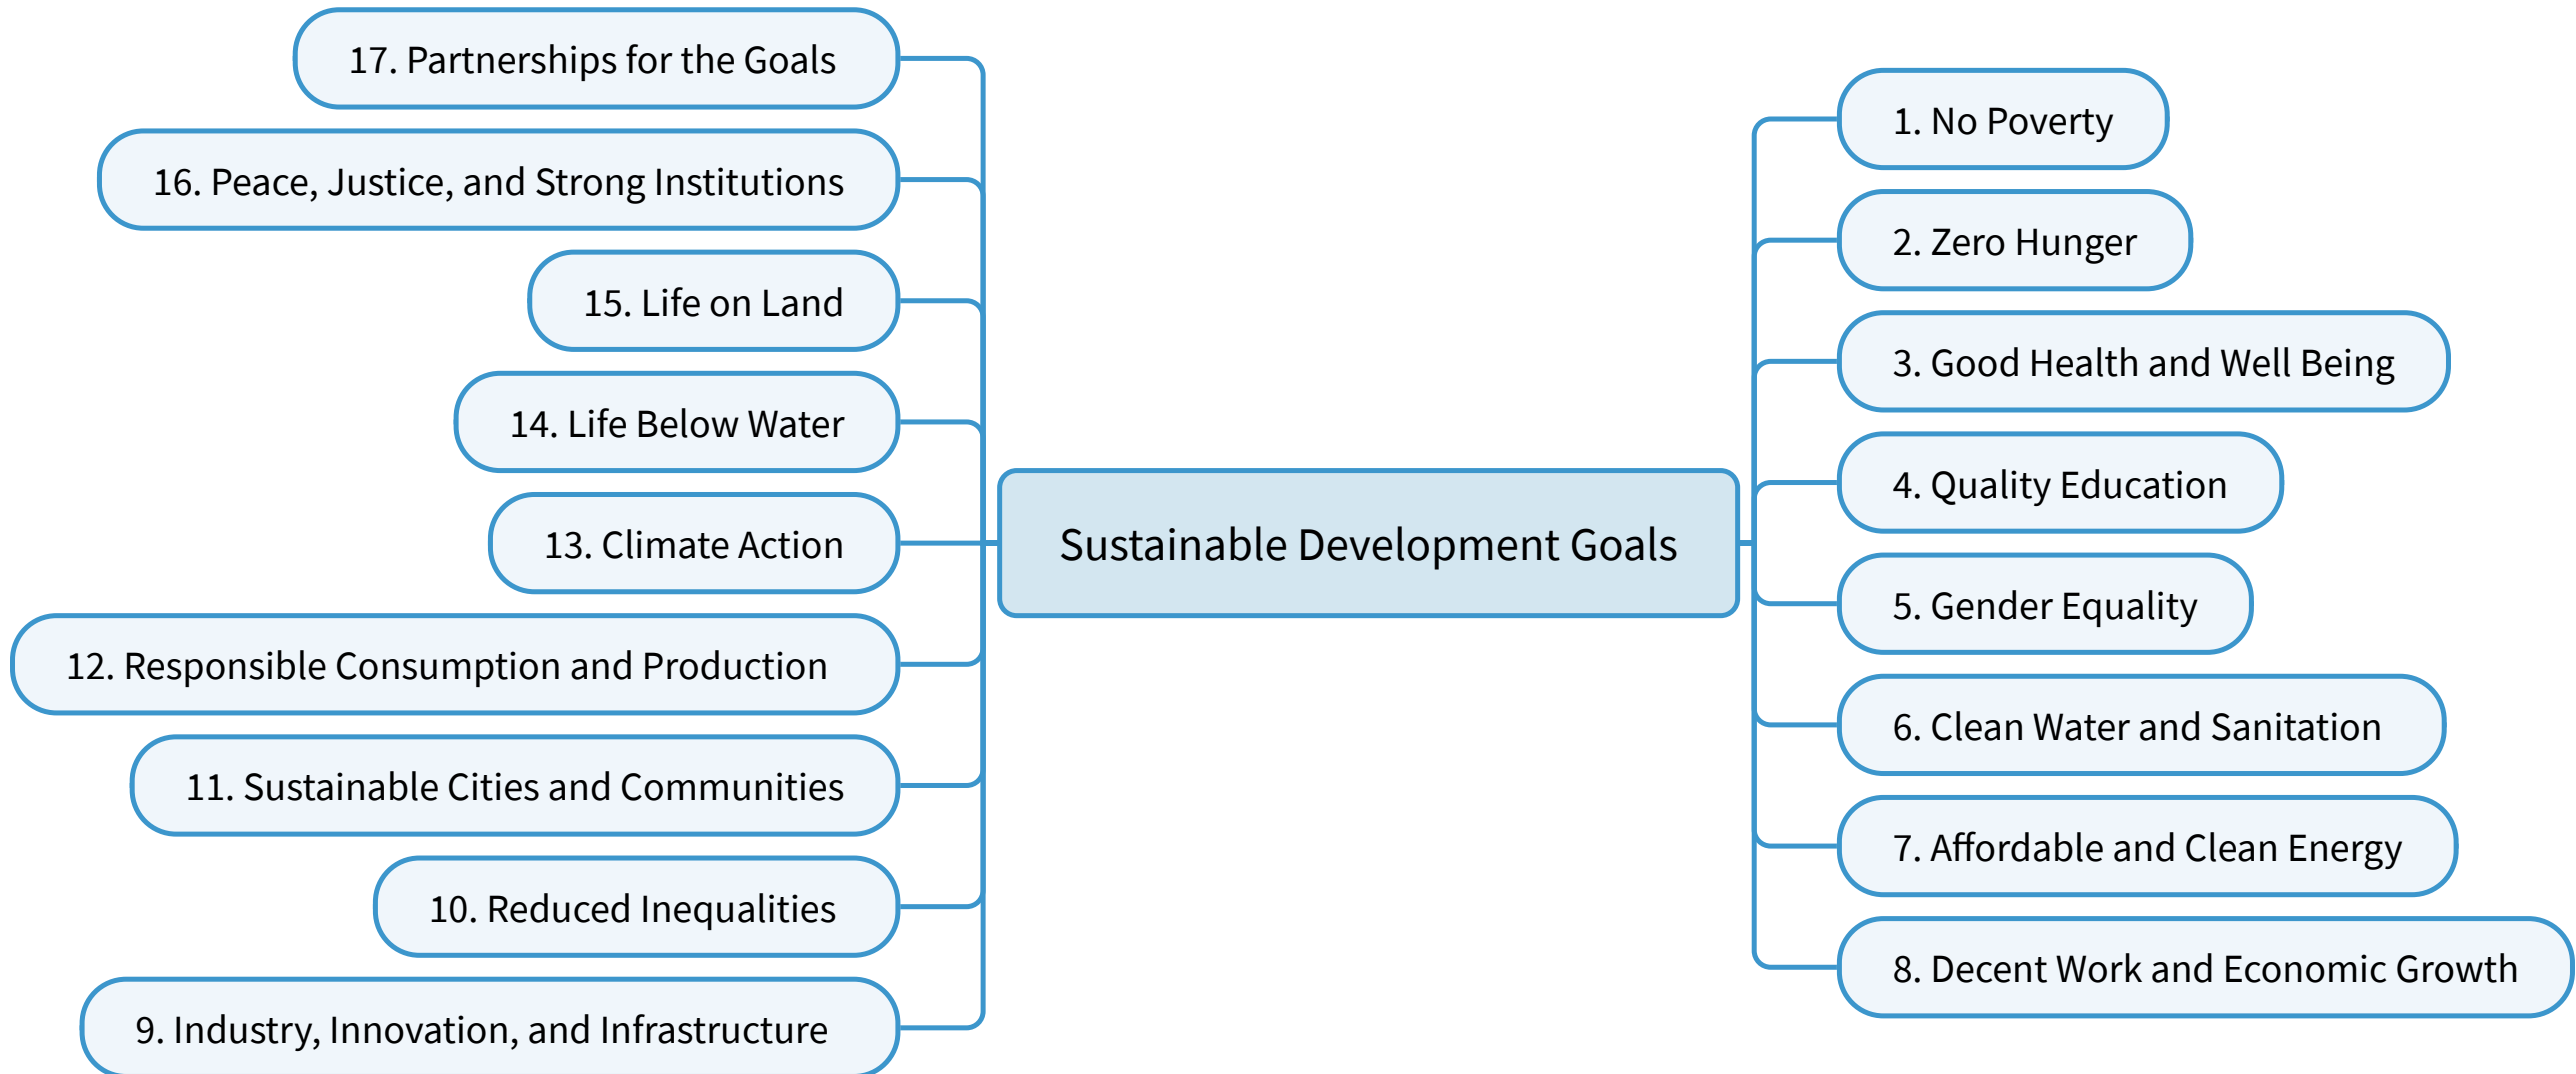 17. Partnerships for the Goals
16. Peace, Justice, and Strong Institutions
15. Life on Land
14. Life Below Water
13. Climate Action
12. Responsible Consumption and Production
11. Sustainable Cities and Communities
10. Reduced Inequalities
9. Industry, Innovation, and Infrastructure
Sustainable Development Goals
1. No Poverty
2. Zero Hunger
3. Good Health and Well Being
4. Quality Education
5. Gender Equality
6. Clean Water and Sanitation
7. Affordable and Clean Energy
8. Decent Work and Economic Growth